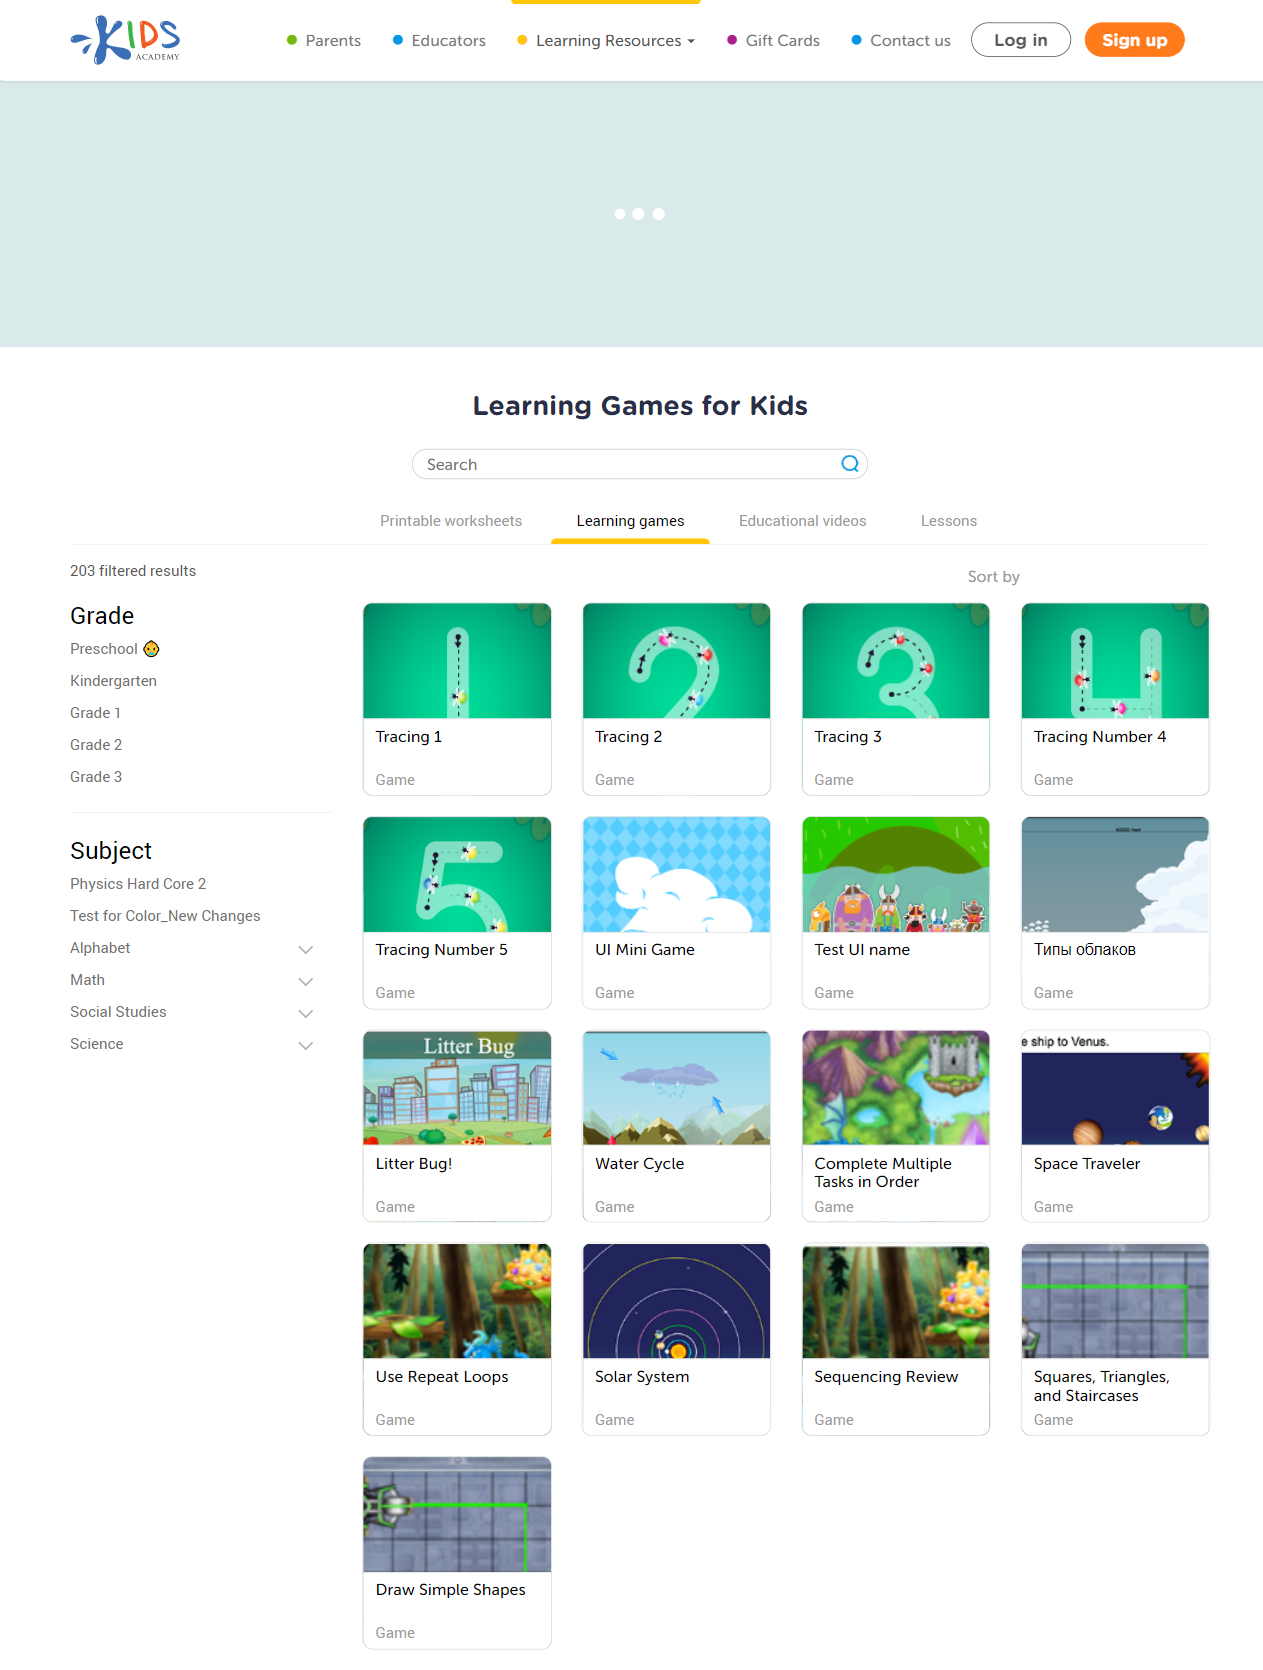 KIDS
ACADEMY
Parents
Educators
Learning Resources
Gift Cards
Contact us
Log in
Sign up
Learning Games for Kids
Search
Printable worksheets
Learning games
Educational videos
Lessons
203 filtered results
Sort by
Grade
Preschool
Kindergarten
Grade 1
Grade 2
Grade 3
Subject
Physics Hard Core 2
Test for Color_New Changes
Alphabet
Math
Social Studies
Science
Tracing 1
Game
Tracing 2
Game
Tracing 3
Game
Tracing Number 4
Game
Tracing Number 5
Game
UI Mini Game
Game
Test UI name
Game
40000 feet
Типы облаков
Game
Litter Bug
Litter Bug!
Game
Water Cycle
Game
Complete Multiple
Tasks in Order
Game
e ship to Venus.
Space Traveler
Game
Use Repeat Loops
Game
Solar System
Game
Sequencing Review
Game
Squares, Triangles,
and Staircases
Game
Draw Simple Shapes
Game